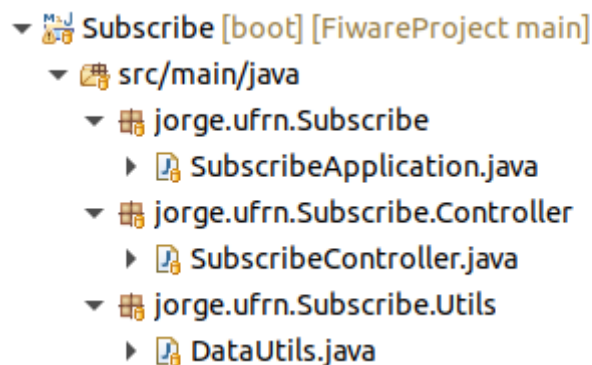 Subscribe [boot] [FiwareProject main]
src/main/java
jorge.ufrn.Subscribe
SubscribeApplication.java
jorge.ufrn.Subscribe.Controller
SubscribeController.java
jorge.ufrn.Subscribe.Utils
DataUtils.java